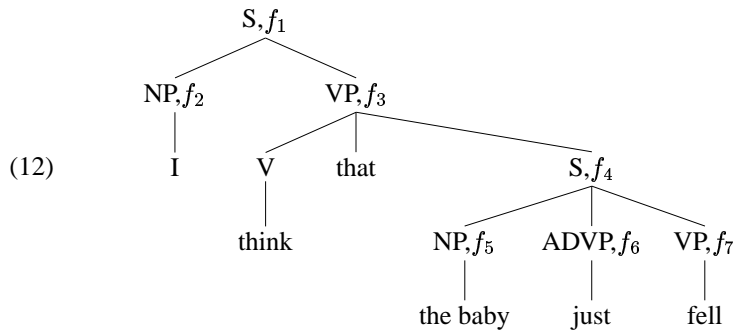 S,f1
NP,f2 VP,f3
(12) I V that S,f4
think NP,f5 ADVP,f6 VP,f7
the baby just fell